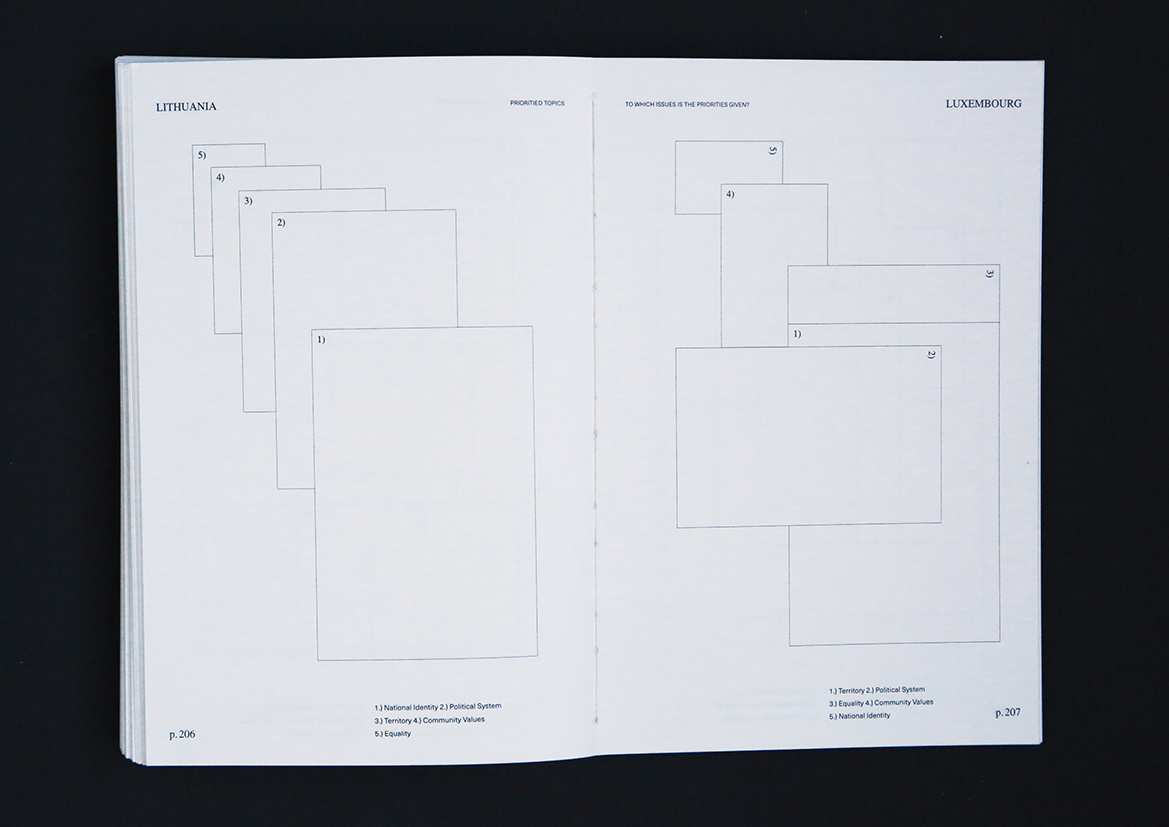 LITHUANIA
PRIORITIED TOPICS
5)
4)
3)
2)
1)
1.) National Identity 2.) Political System
3.) Territory 4.) Community Values
5.) Equality
p. 206
TO WHICH ISSUES IS THE PRIORITIES GIVEN?
LUXEMBOURG
5)
4)
3)
1)
2)
1.) Territory 2.) Political System
3.) Equality 4.) Community Values
5.) National Identity
p. 207